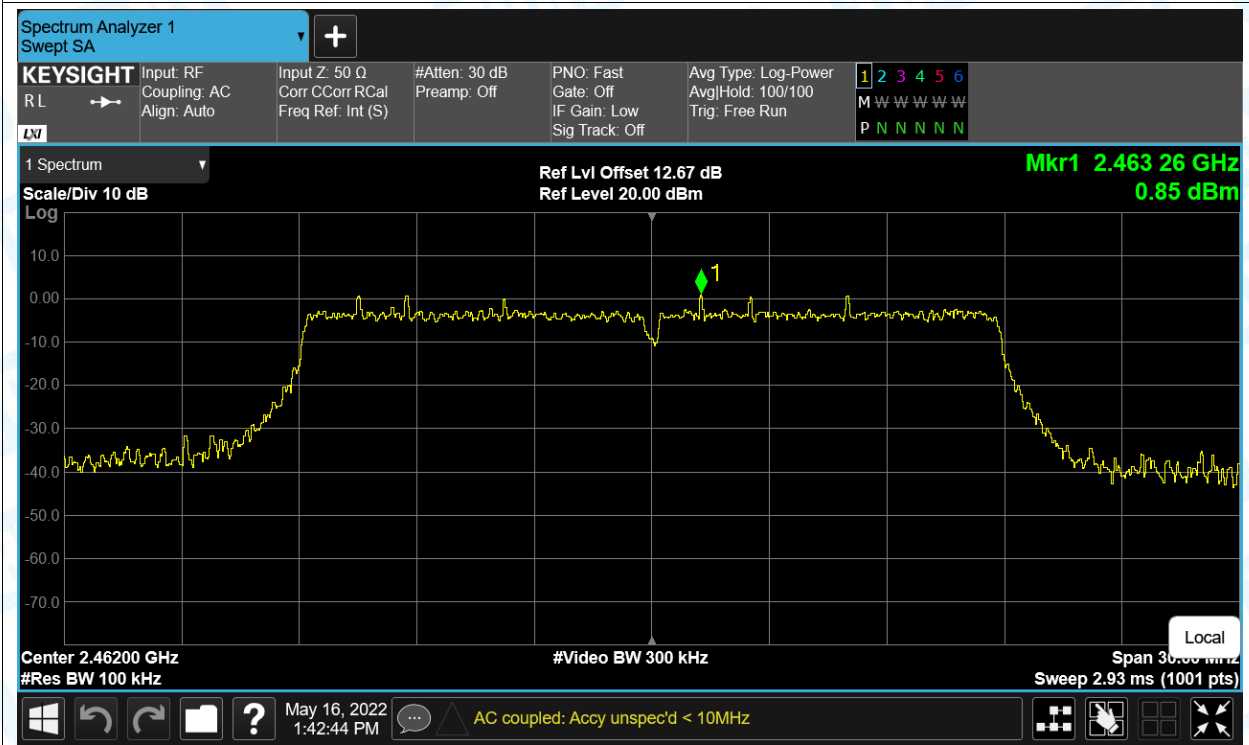 Spectrum Analyzer 1
Swept SA
KEYSIGHT
R L
LXI
Input: RF
Coupling: AC
Align: Auto
Input Z: 50 Ω
Corr CCorr RCal
Freq Ref: Int (S)
#Atten: 30 dB
Preamp: Off
PNO: Fast
Gate: Off
IF Gain: Low
Sig Track: Off
Avg Type: Log-Power
Avg|Hold: 100/100
Trig: Free Run
1 2 3 4 5 6
M W W W W W
P N N N N N
1 Spectrum
Scale/Div 10 dB
Log
Ref Lvl Offset 12.67 dB
Ref Level 20.00 dBm
Mkr1 2.463 26 GHz
0.85 dBm
1
10.0
0.00
-10.0
-20.0
-30.0
-40.0
-50.0
-60.0
-70.0
Local
Center 2.46200 GHz
#Res BW 100 kHz
#Video BW 300 kHz
Span 30.00 MHz
Sweep 2.93 ms (1001 pts)
?
May 16, 2022
1:42:44 PM
AC coupled: Accy unspec'd < 10MHz